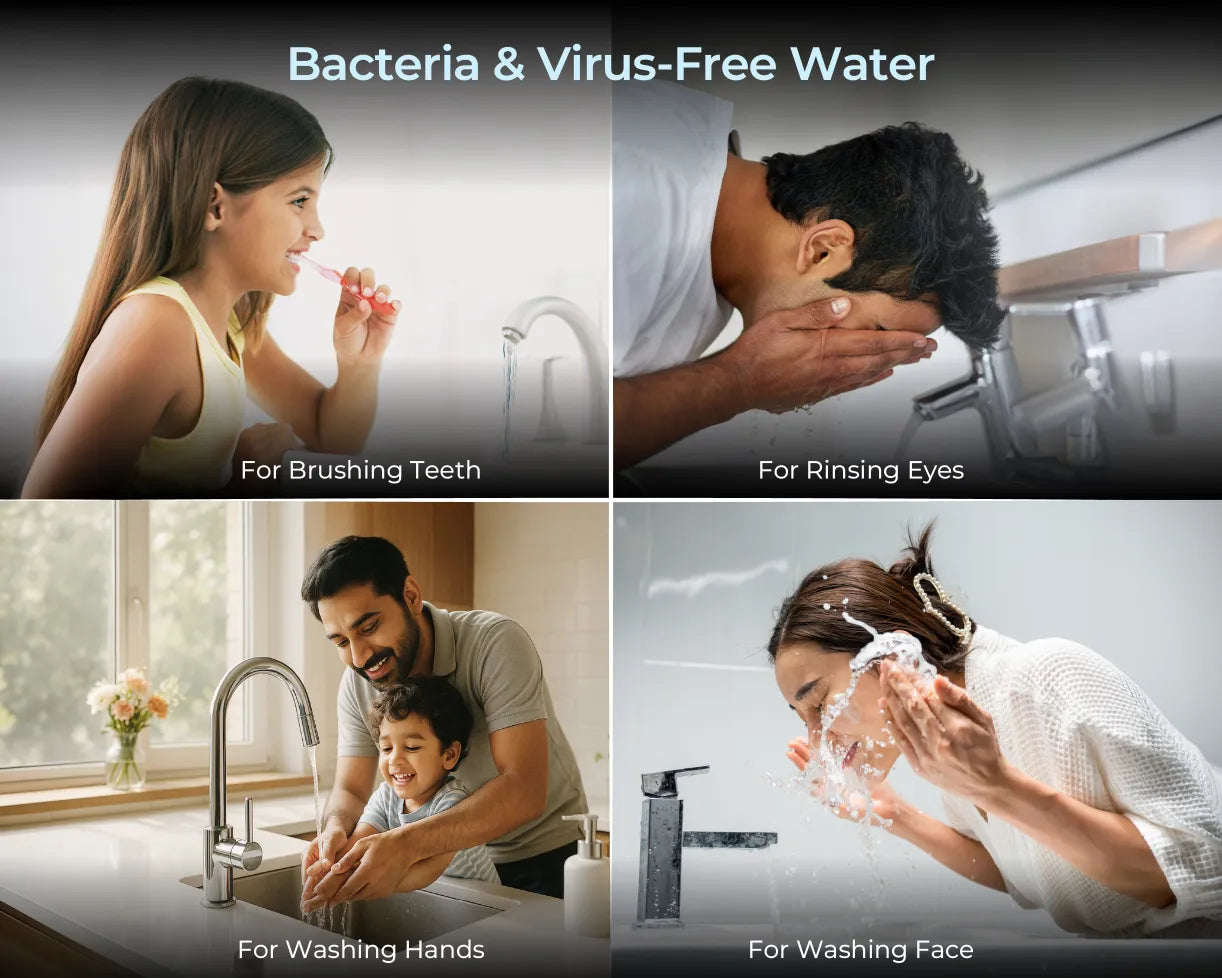 Bacteria & Virus-Free Water
For Brushing Teeth
For Rinsing Eyes
For Washing Hands
For Washing Face